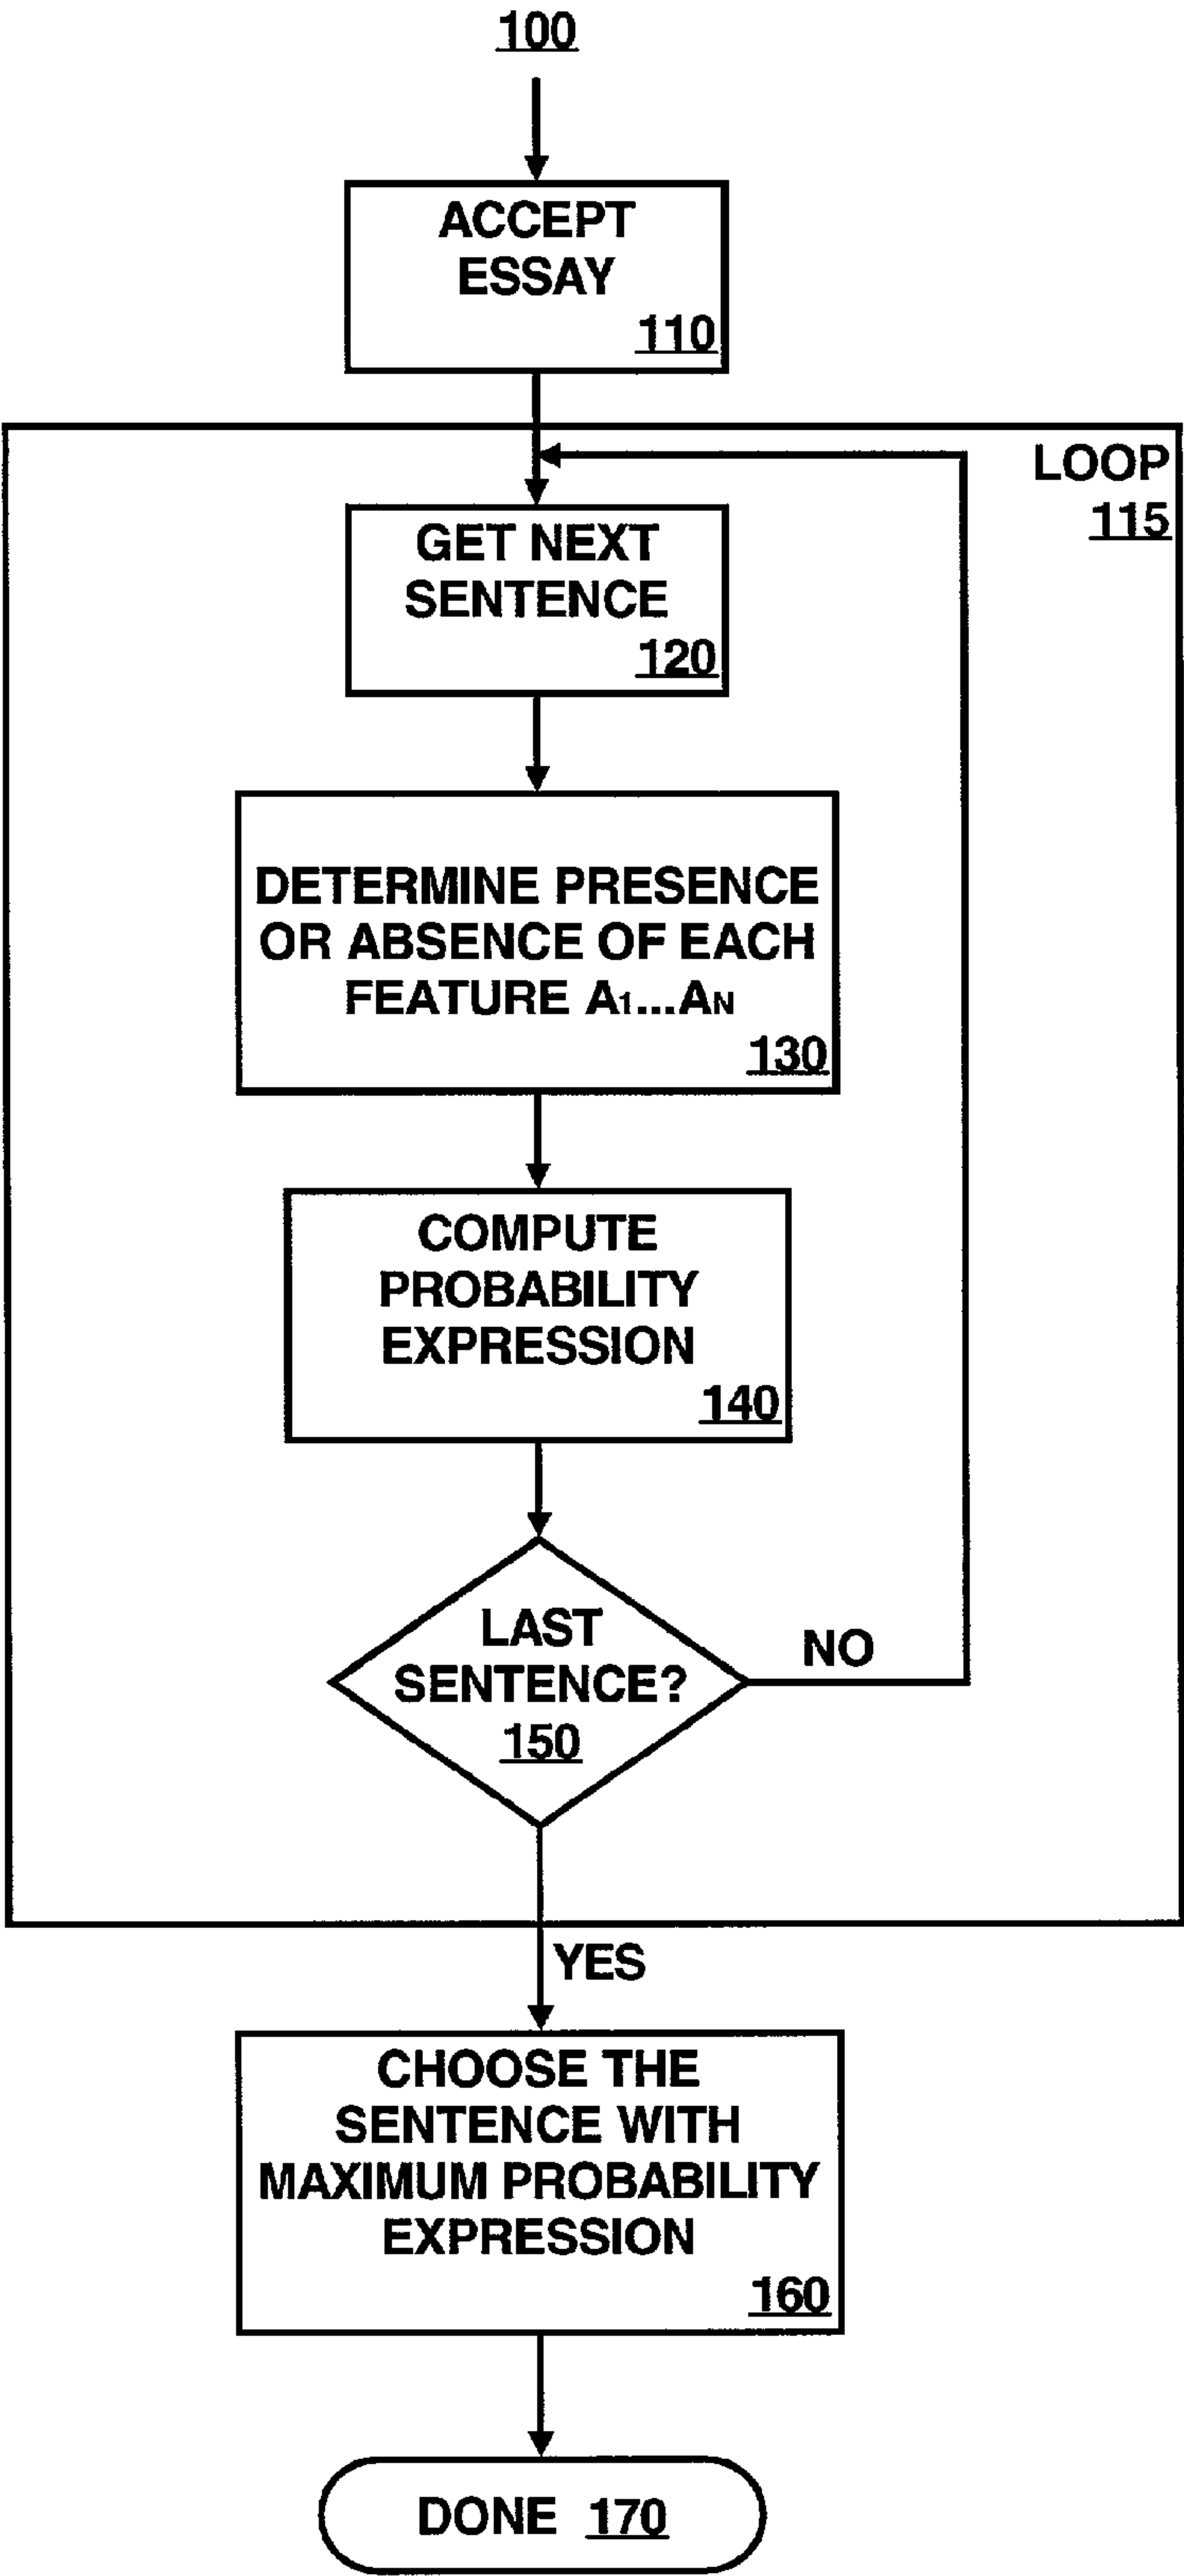 100
ACCEPT
ESSAY
110
LOOP
115
GET NEXT
SENTENCE
120
DETERMINE PRESENCE
OR ABSENCE OF EACH
FEATURE A1...AN
130
COMPUTE
PROBABILITY
EXPRESSION
140
LAST
SENTENCE?
150
NO
YES
CHOOSE THE
SENTENCE WITH
MAXIMUM PROBABILITY
EXPRESSION
160
DONE 170